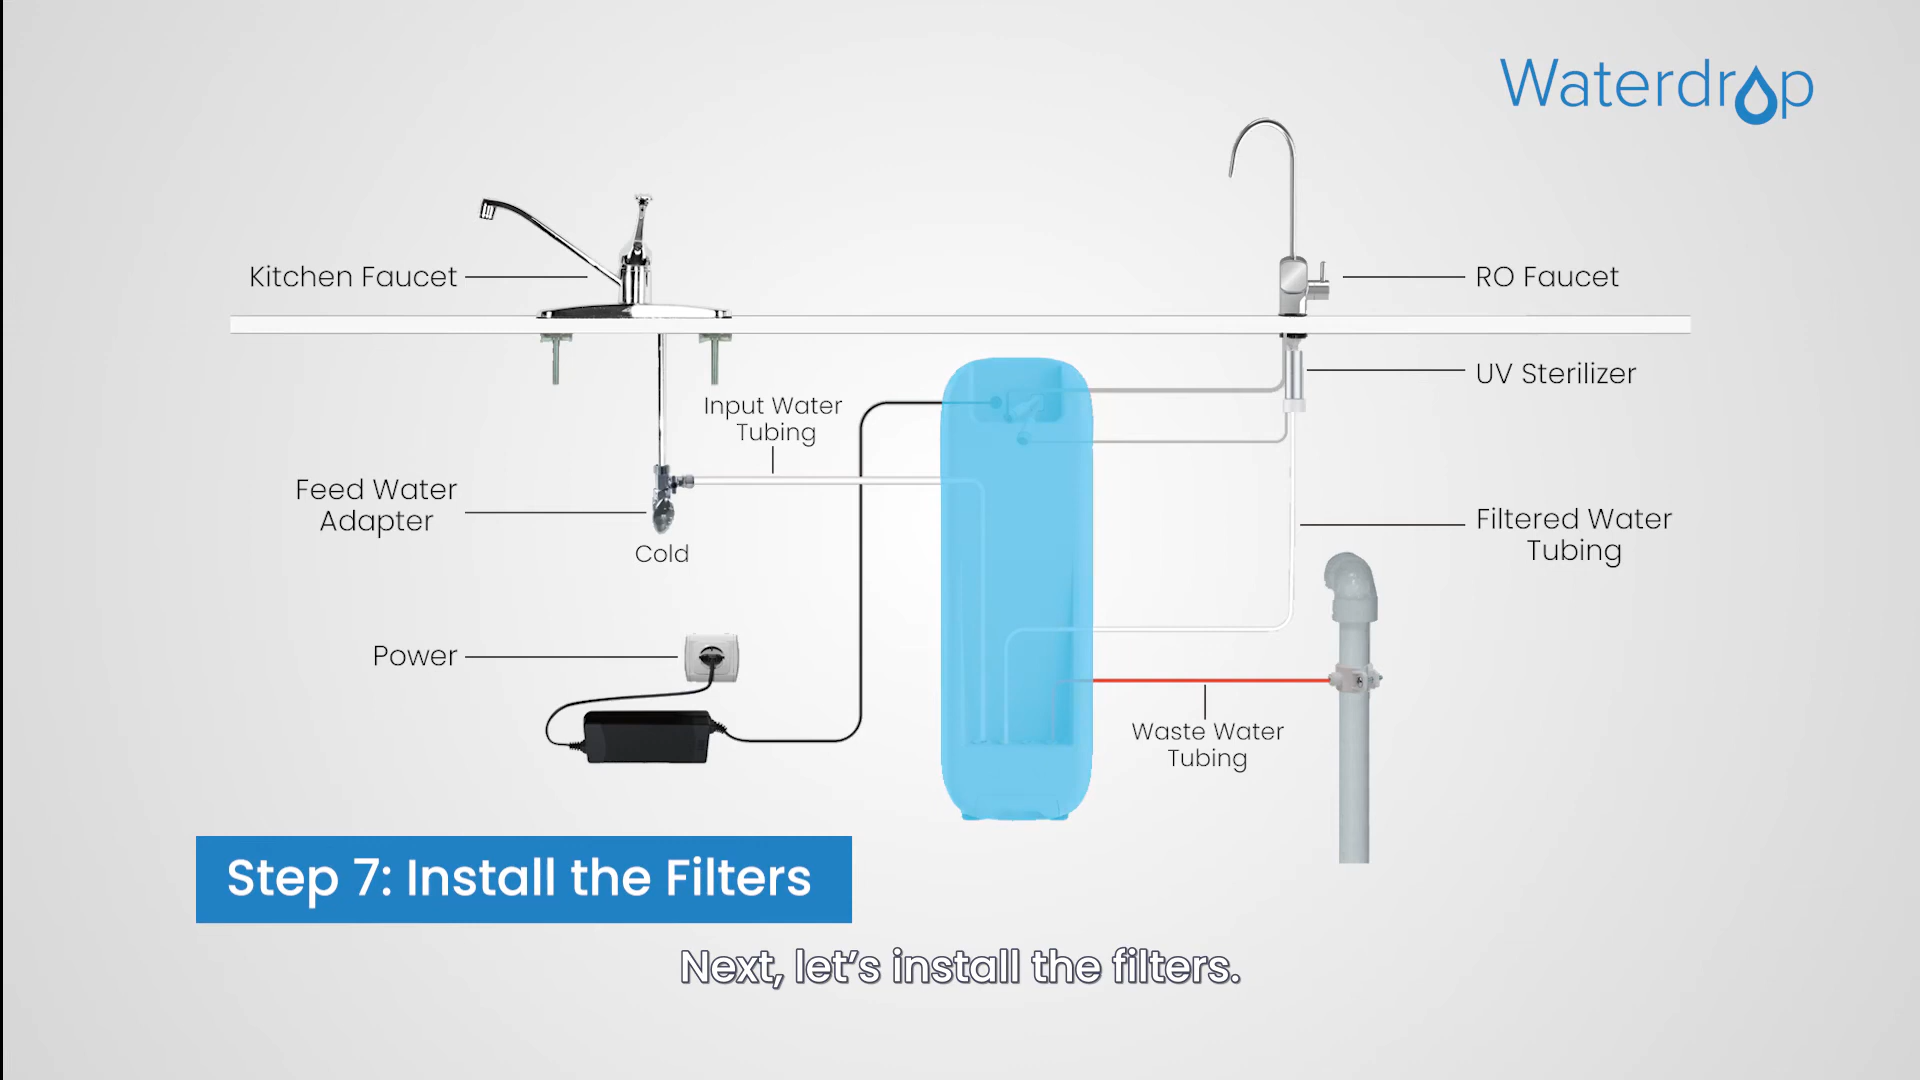 Waterdrop
Kitchen Faucet
RO Faucet
UV Sterilizer
Input Water
Tubing
Feed Water
Adapter
Cold
Filtered Water
Tubing
Power
Waste Water
Tubing
Step 7: Install the Filters
Next, let's install the filters.